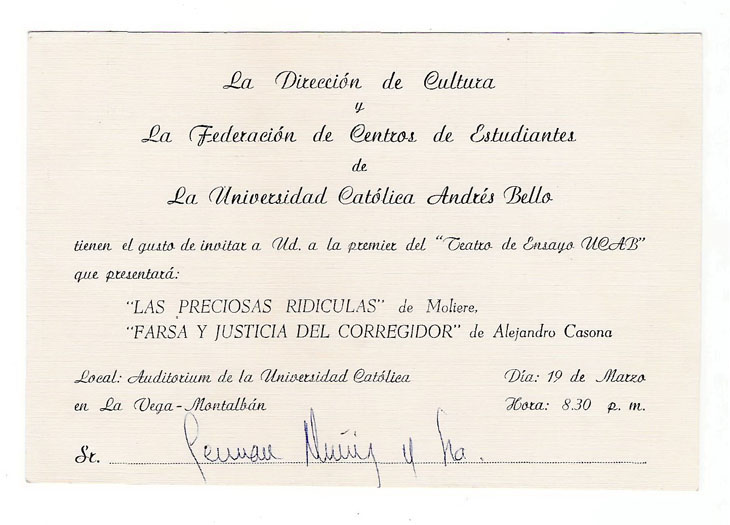 La Dirección de Cultura
y
La Federación de Centros de Estudiantes
de
La Universidad Católica Andrés Bello
tienen el gusto de invitar a Ud. a la premier del "Teatro de Ensayo UCAB"
que presentará:
"LAS PRECIOSAS RIDICULAS" de Moliere,
"FARSA Y JUSTICIA DEL CORREGIDOR" de Alejandro Casona
Local: Auditorium de la Universidad Católica
en La Vega-Montalbán
Día: 19 de Marzo
Hora: 8.30 p. m.
Sr. y Sra.